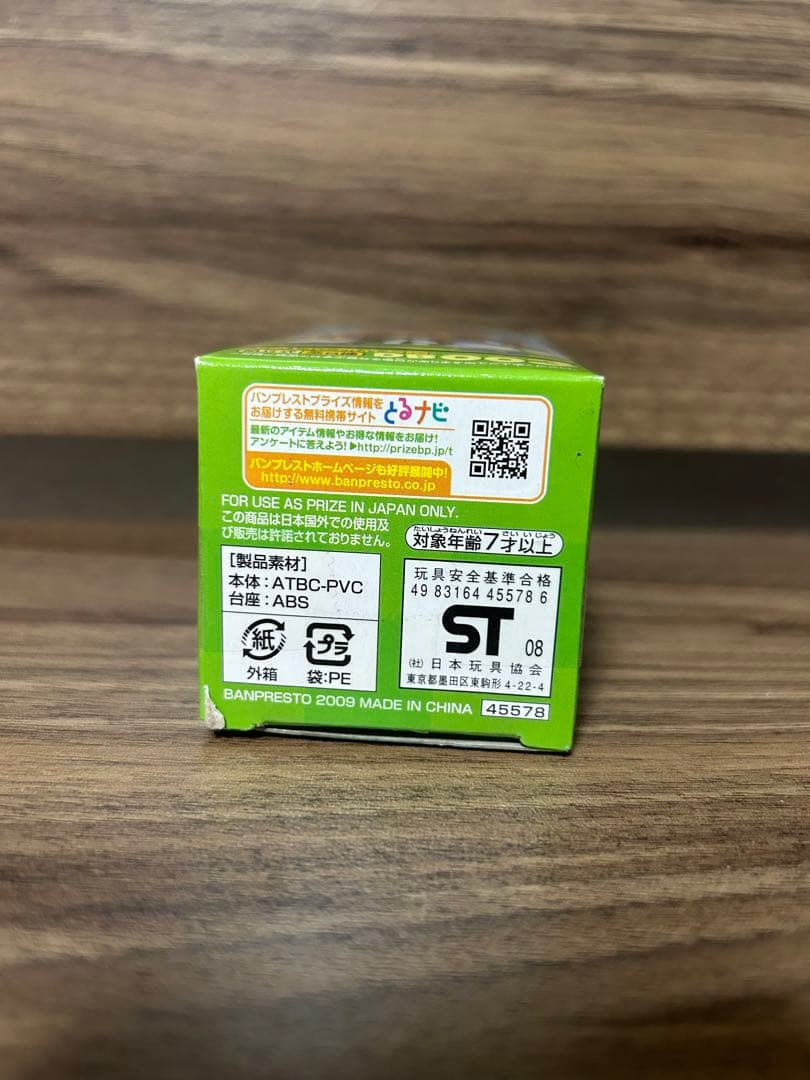 バンプレストプライズ情報を
お届けする無料携帯サイト とるナビ
最新のアイテム情報やお得な情報をお届け!
アンケートに答えよう! ▶http://prizebp.jp/t
バンプレストホームページも好評展開中!
http://www.banpresto.co.jp
FOR USE AS PRIZE IN JAPAN ONLY.
この商品は日本国外での使用及
び販売は許諾されておりません。
たいしょうねんれい さいいじょう
対象年齢7才以上
[製品素材]
本体:ATBC-PVC
台座:ABS
紙
外箱
プラ
袋:PE
玩具安全基準合格
49 83164 45578 6
ST 08
(社)日本玩具協会
東京都墨田区東駒形 4-22-4
BANPRESTO 2009 MADE IN CHINA 45578